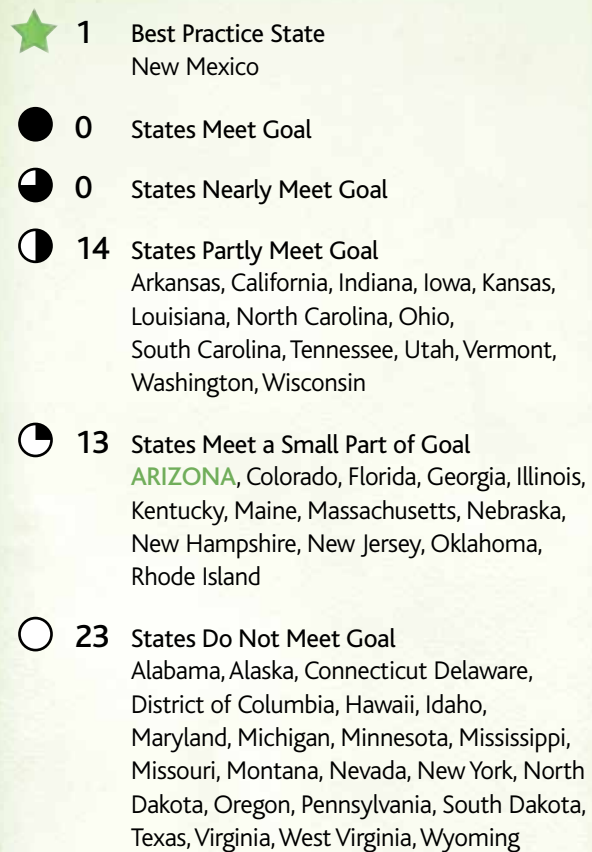 1 Best Practice State
New Mexico
0 States Meet Goal
0 States Nearly Meet Goal
14 States Partly Meet Goal
Arkansas, California, Indiana, Iowa, Kansas,
Louisiana, North Carolina, Ohio,
South Carolina, Tennessee, Utah, Vermont,
Washington, Wisconsin
13 States Meet a Small Part of Goal
ARIZONA, Colorado, Florida, Georgia, Illinois,
Kentucky, Maine, Massachusetts, Nebraska,
New Hampshire, New Jersey, Oklahoma,
Rhode Island
23 States Do Not Meet Goal
Alabama, Alaska, Connecticut Delaware,
District of Columbia, Hawaii, Idaho,
Maryland, Michigan, Minnesota, Mississippi,
Missouri, Montana, Nevada, New York, North
Dakota, Oregon, Pennsylvania, South Dakota,
Texas, Virginia, West Virginia, Wyoming